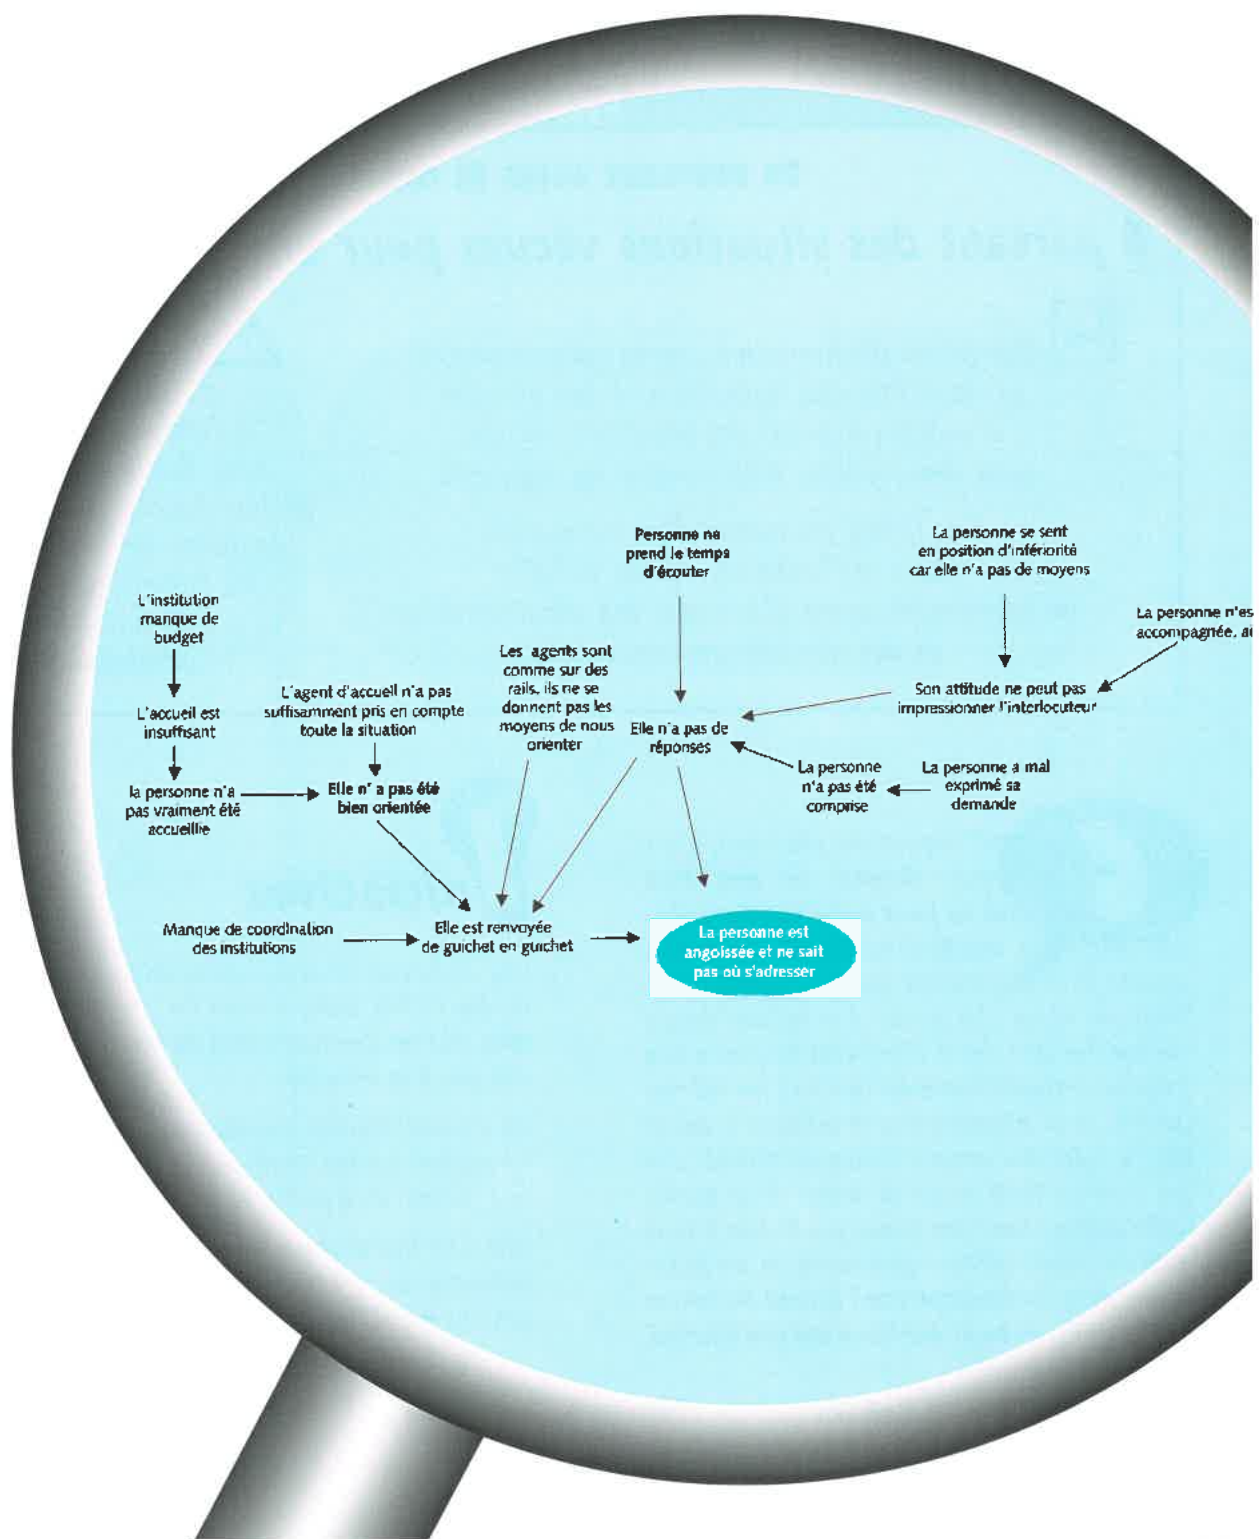 Personne ne
prend le temps
d'écouter
La personne se sent
en position d'infériorité
car elle n'a pas de moyens
L'institution
manque de
budget
La personne n'es
accompagnée,
Les agents sont
comme sur des
rails, ils ne se
donnent pas les
moyens de nous
orienter
L'agent d'accueil n'a pas
suffisamment pris en compte
toute la situation
Son attitude ne peut pas
impressionner l'interlocuteur
L'accueil est
insuffisant
Elle n'a pas de
réponses
La personne
n'a pas été
comprise
La personne a mal
exprimé sa
demande
la personne n'a
pas vraiment été
accueillie
Elle n' a pas été
bien orientée
Manque de coordination
des institutions
Elle est renvoyée
de guichet en guichet
La personne est
angoissée et ne sait
pas où s'adresser